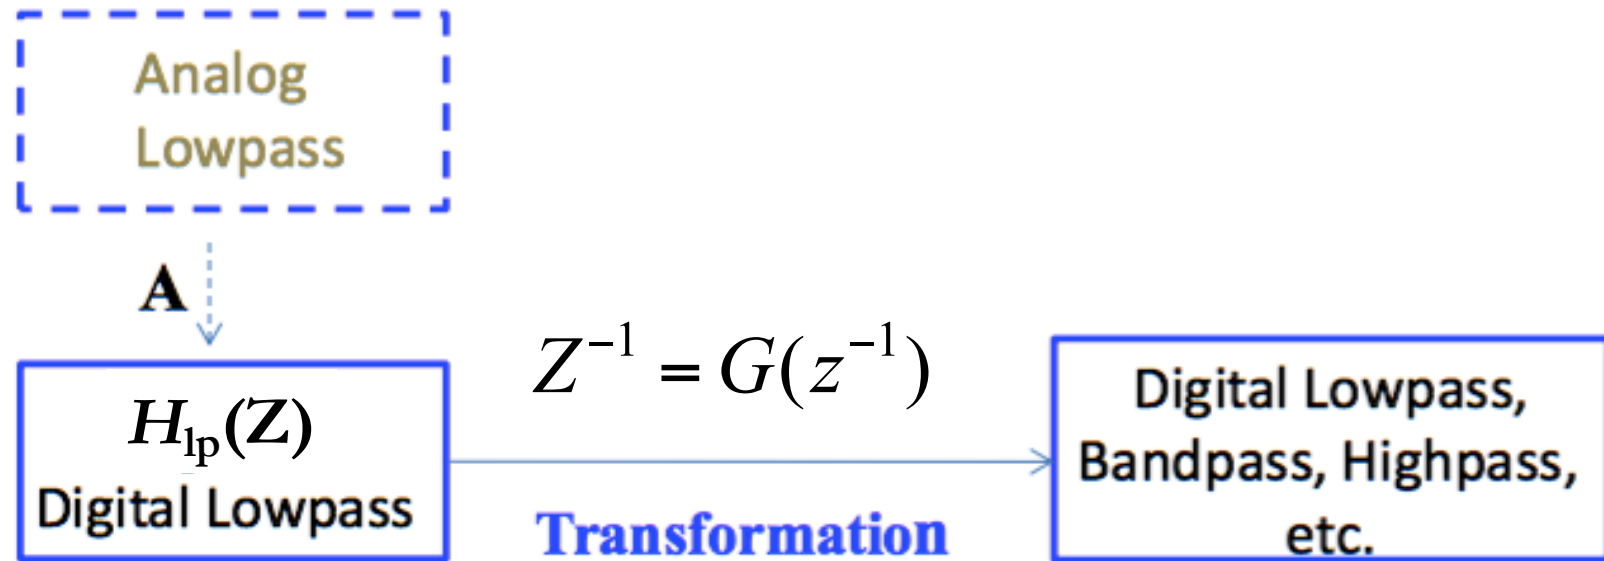 Analog
Lowpass
A
Z⁻¹ = G(z⁻¹)
H_lp(Z)
Digital Lowpass
Transformation
Digital Lowpass,
Bandpass, Highpass,
etc.